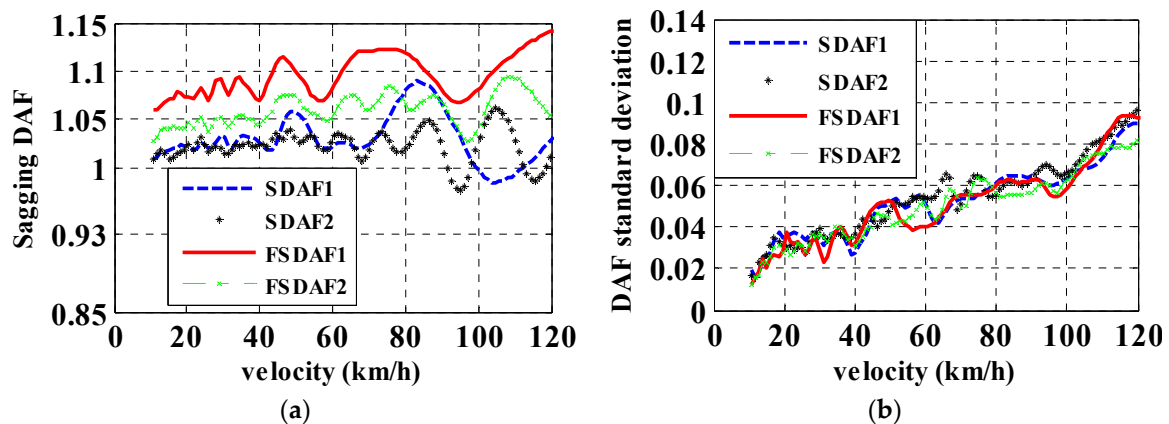 Sagging DAF
1.15
1.1
1.05
1
0.93
0.85
SDAF1
SDAF2
FSDAF1
FSDAF2
0 20 40 60 80 100 120
velocity (km/h)
(a)
DAF standard deviation
0.14
0.12
0.1
0.08
0.06
0.04
0.02
0
SDAF1
SDAF2
FSDAF1
FSDAF2
0 20 40 60 80 100 120
velocity (km/h)
(b)